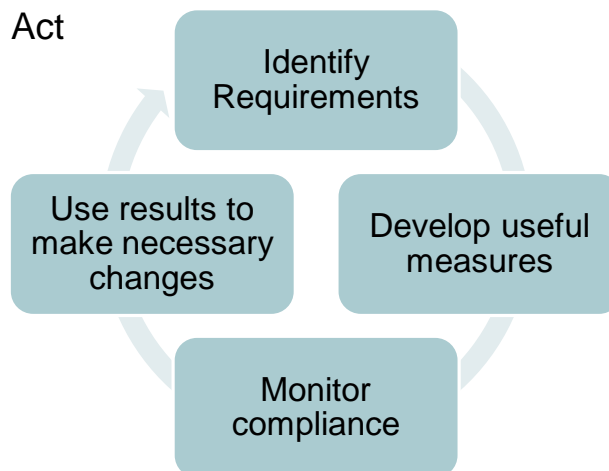 Act
Identify
Requirements
Develop useful
measures
Monitor
compliance
Use results to
make necessary
changes